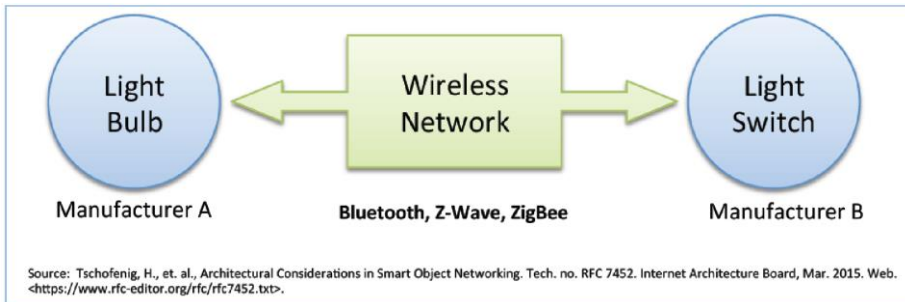 Light
Bulb
Wireless
Network
Light
Switch
Manufacturer A
Bluetooth, Z-Wave, ZigBee
Manufacturer B
Source: Tschofenig, H., et. al., Architectural Considerations in Smart Object Networking. Tech. no. RFC 7452. Internet Architecture Board, Mar. 2015. Web.
<https://www.rfc-editor.org/rfc/rfc7452.txt>.